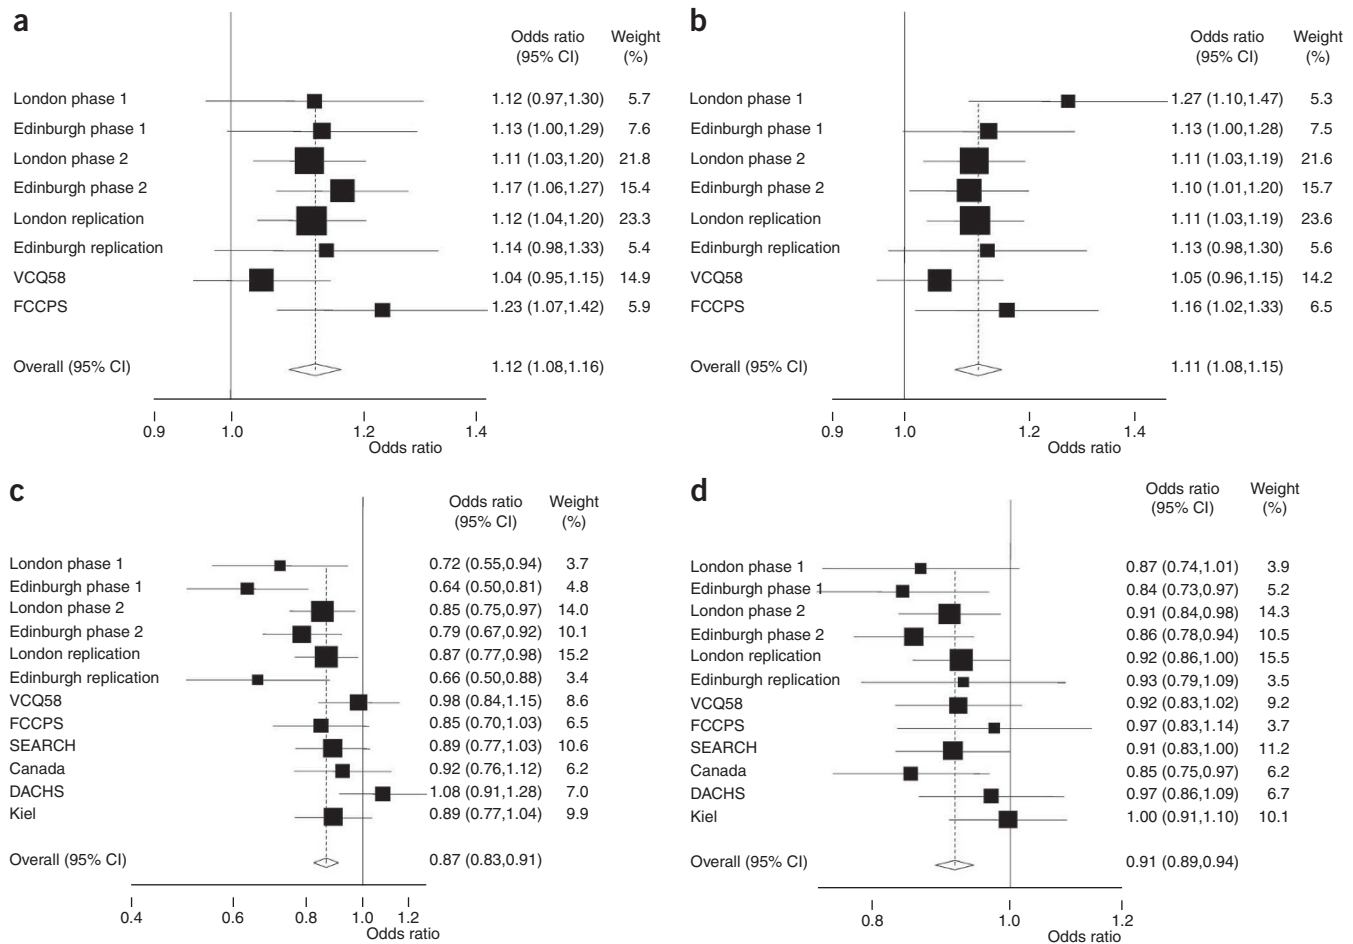 a
Odds ratio Weight
(95% CI) (%)
London phase 1 1.12 (0.97,1.30) 5.7
Edinburgh phase 1 1.13 (1.00,1.29) 7.6
London phase 2 1.11 (1.03,1.20) 21.8
Edinburgh phase 2 1.17 (1.06,1.27) 15.4
London replication 1.12 (1.04,1.20) 23.3
Edinburgh replication 1.14 (0.98,1.33) 5.4
VCQ58 1.04 (0.95,1.15) 14.9
FCCPS 1.23 (1.07,1.42) 5.9
Overall (95% CI) 1.12 (1.08,1.16)
0.9 1.0 1.2 1.4
Odds ratio
b
Odds ratio Weight
(95% CI) (%)
London phase 1 1.27 (1.10,1.47) 5.3
Edinburgh phase 1 1.13 (1.00,1.28) 7.5
London phase 2 1.11 (1.03,1.19) 21.6
Edinburgh phase 2 1.10 (1.01,1.20) 15.7
London replication 1.11 (1.03,1.19) 23.6
Edinburgh replication 1.13 (0.98,1.30) 5.6
VCQ58 1.05 (0.96,1.15) 14.2
FCCPS 1.16 (1.02,1.33) 6.5
Overall (95% CI) 1.11 (1.08,1.15)
0.9 1.0 1.2 1.4
Odds ratio
c
Odds ratio Weight
(95% CI) (%)
London phase 1 0.72 (0.55,0.94) 3.7
Edinburgh phase 1 0.64 (0.50,0.81) 4.8
London phase 2 0.85 (0.75,0.97) 14.0
Edinburgh phase 2 0.79 (0.67,0.92) 10.1
London replication 0.87 (0.77,0.98) 15.2
Edinburgh replication 0.66 (0.50,0.88) 3.4
VCQ58 0.98 (0.84,1.15) 8.6
FCCPS 0.85 (0.70,1.03) 6.5
SEARCH 0.89 (0.77,1.03) 10.6
Canada 0.92 (0.76,1.12) 6.2
DACHS 1.08 (0.91,1.28) 7.0
Kiel 0.89 (0.77,1.04) 9.9
Overall (95% CI) 0.87 (0.83,0.91)
0.4 0.6 0.8 1.0 1.2
Odds ratio
d
Odds ratio Weight
(95% CI) (%)
London phase 1 0.87 (0.74,1.01) 3.9
Edinburgh phase 1 0.84 (0.73,0.97) 5.2
London phase 2 0.91 (0.84,0.98) 14.3
Edinburgh phase 2 0.86 (0.78,0.94) 10.5
London replication 0.92 (0.86,1.00) 15.5
Edinburgh replication 0.93 (0.79,1.09) 3.5
VCQ58 0.92 (0.83,1.02) 9.2
FCCPS 0.97 (0.83,1.14) 3.7
SEARCH 0.91 (0.83,1.00) 11.2
Canada 0.85 (0.75,0.97) 6.2
DACHS 0.97 (0.86,1.09) 6.7
Kiel 1.00 (0.91,1.10) 10.1
Overall (95% CI) 0.91 (0.89,0.94)
0.8 1.0 1.2
Odds ratio